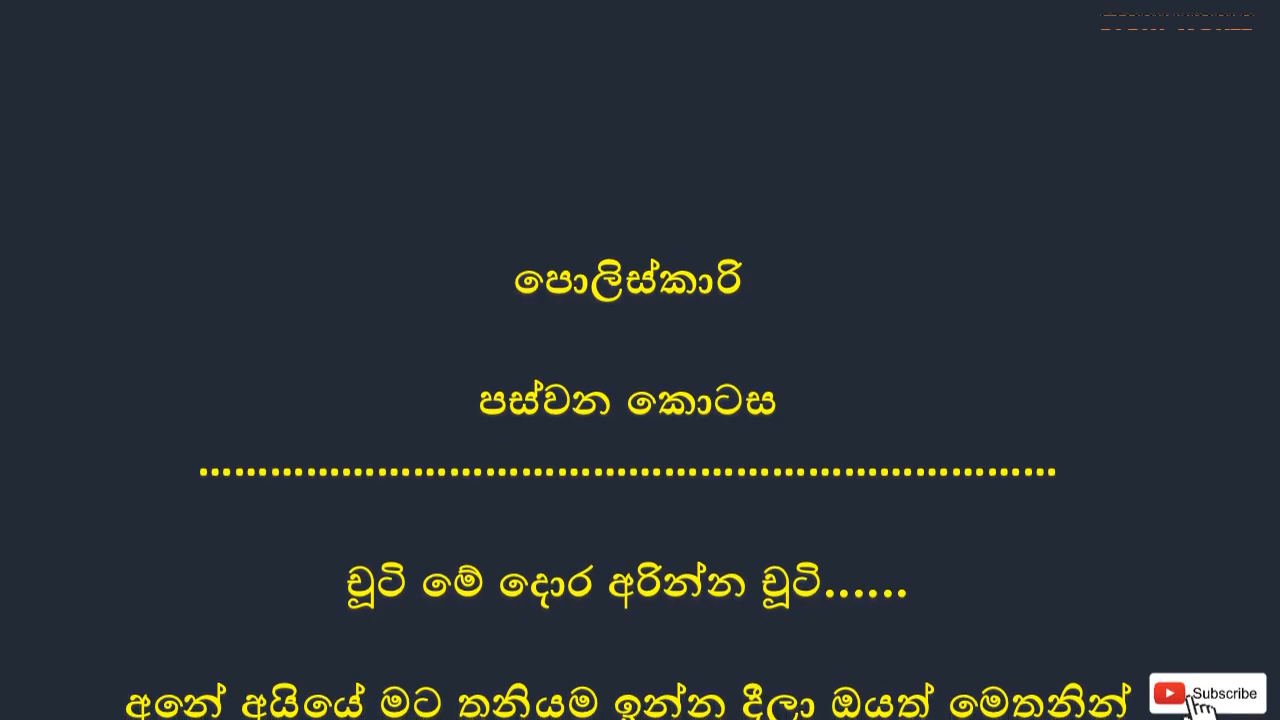 පොලිස්කාරි
පස්වන කොටස
........................................................................
චූටි මේ දොර අරින්න චූටි......
අනේ අයියේ මට තනියම ඉන්න දීලා ඔයත් මෙතනින්
Subscribe